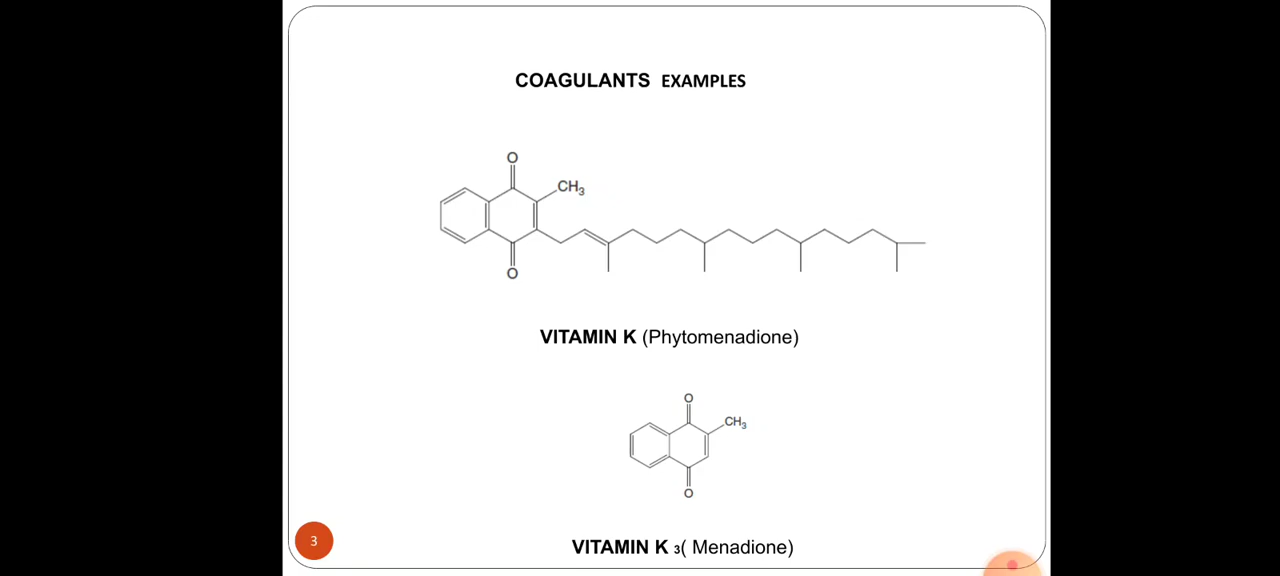 COAGULANTS EXAMPLES
O
CH3
O
VITAMIN K (Phytomenadione)
O
CH3
O
VITAMIN K 3( Menadione)
3